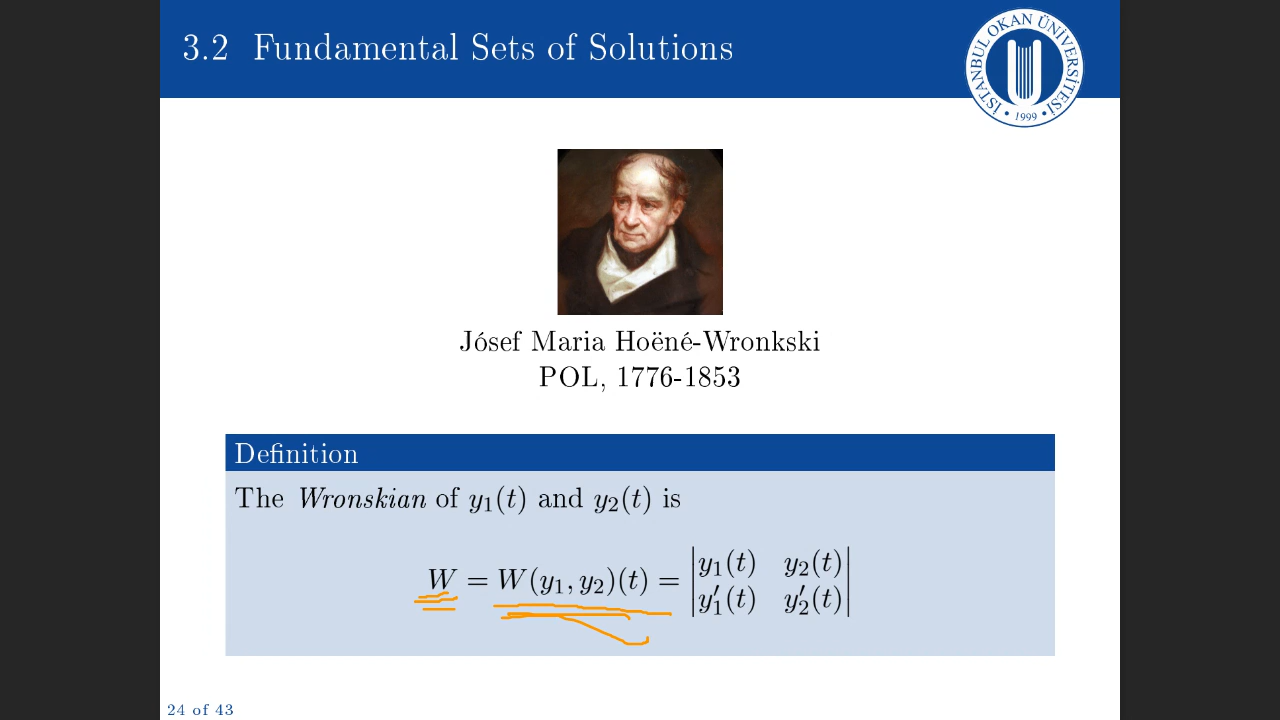 3.2 Fundamental Sets of Solutions
İSTANBUL OKAN ÜNİVERSİTESİ
• 1999 •
Jósef Maria Hoëné-Wronkski
POL, 1776-1853
Definition
The Wronskian of y₁(t) and y₂(t) is
W = W(y₁, y₂)(t) = |y₁(t) y₂(t)|
|y₁′(t) y₂′(t)|
24 of 43